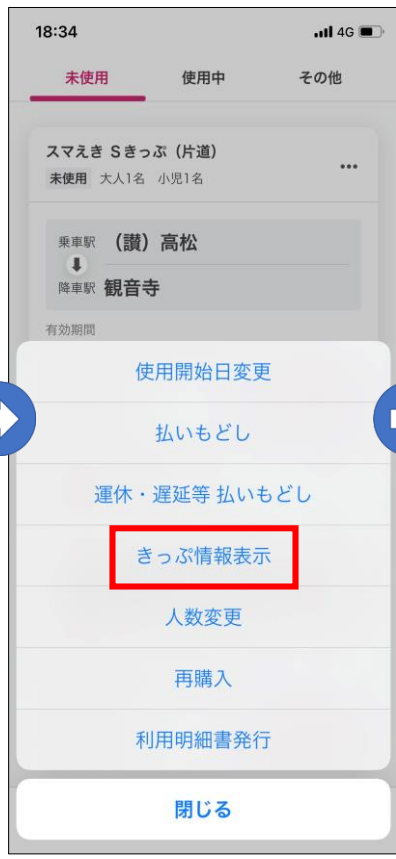 18:34 4G
未使用 使用中 その他
スマえき Sきっぷ（片道）
未使用 大人1名 小児1名
乗車駅 （讃）高松
降車駅 観音寺
有効期間
使用開始日変更
払いもどし
運休・遅延等 払いもどし
きっぷ情報表示
人数変更
再購入
利用明細書発行
閉じる